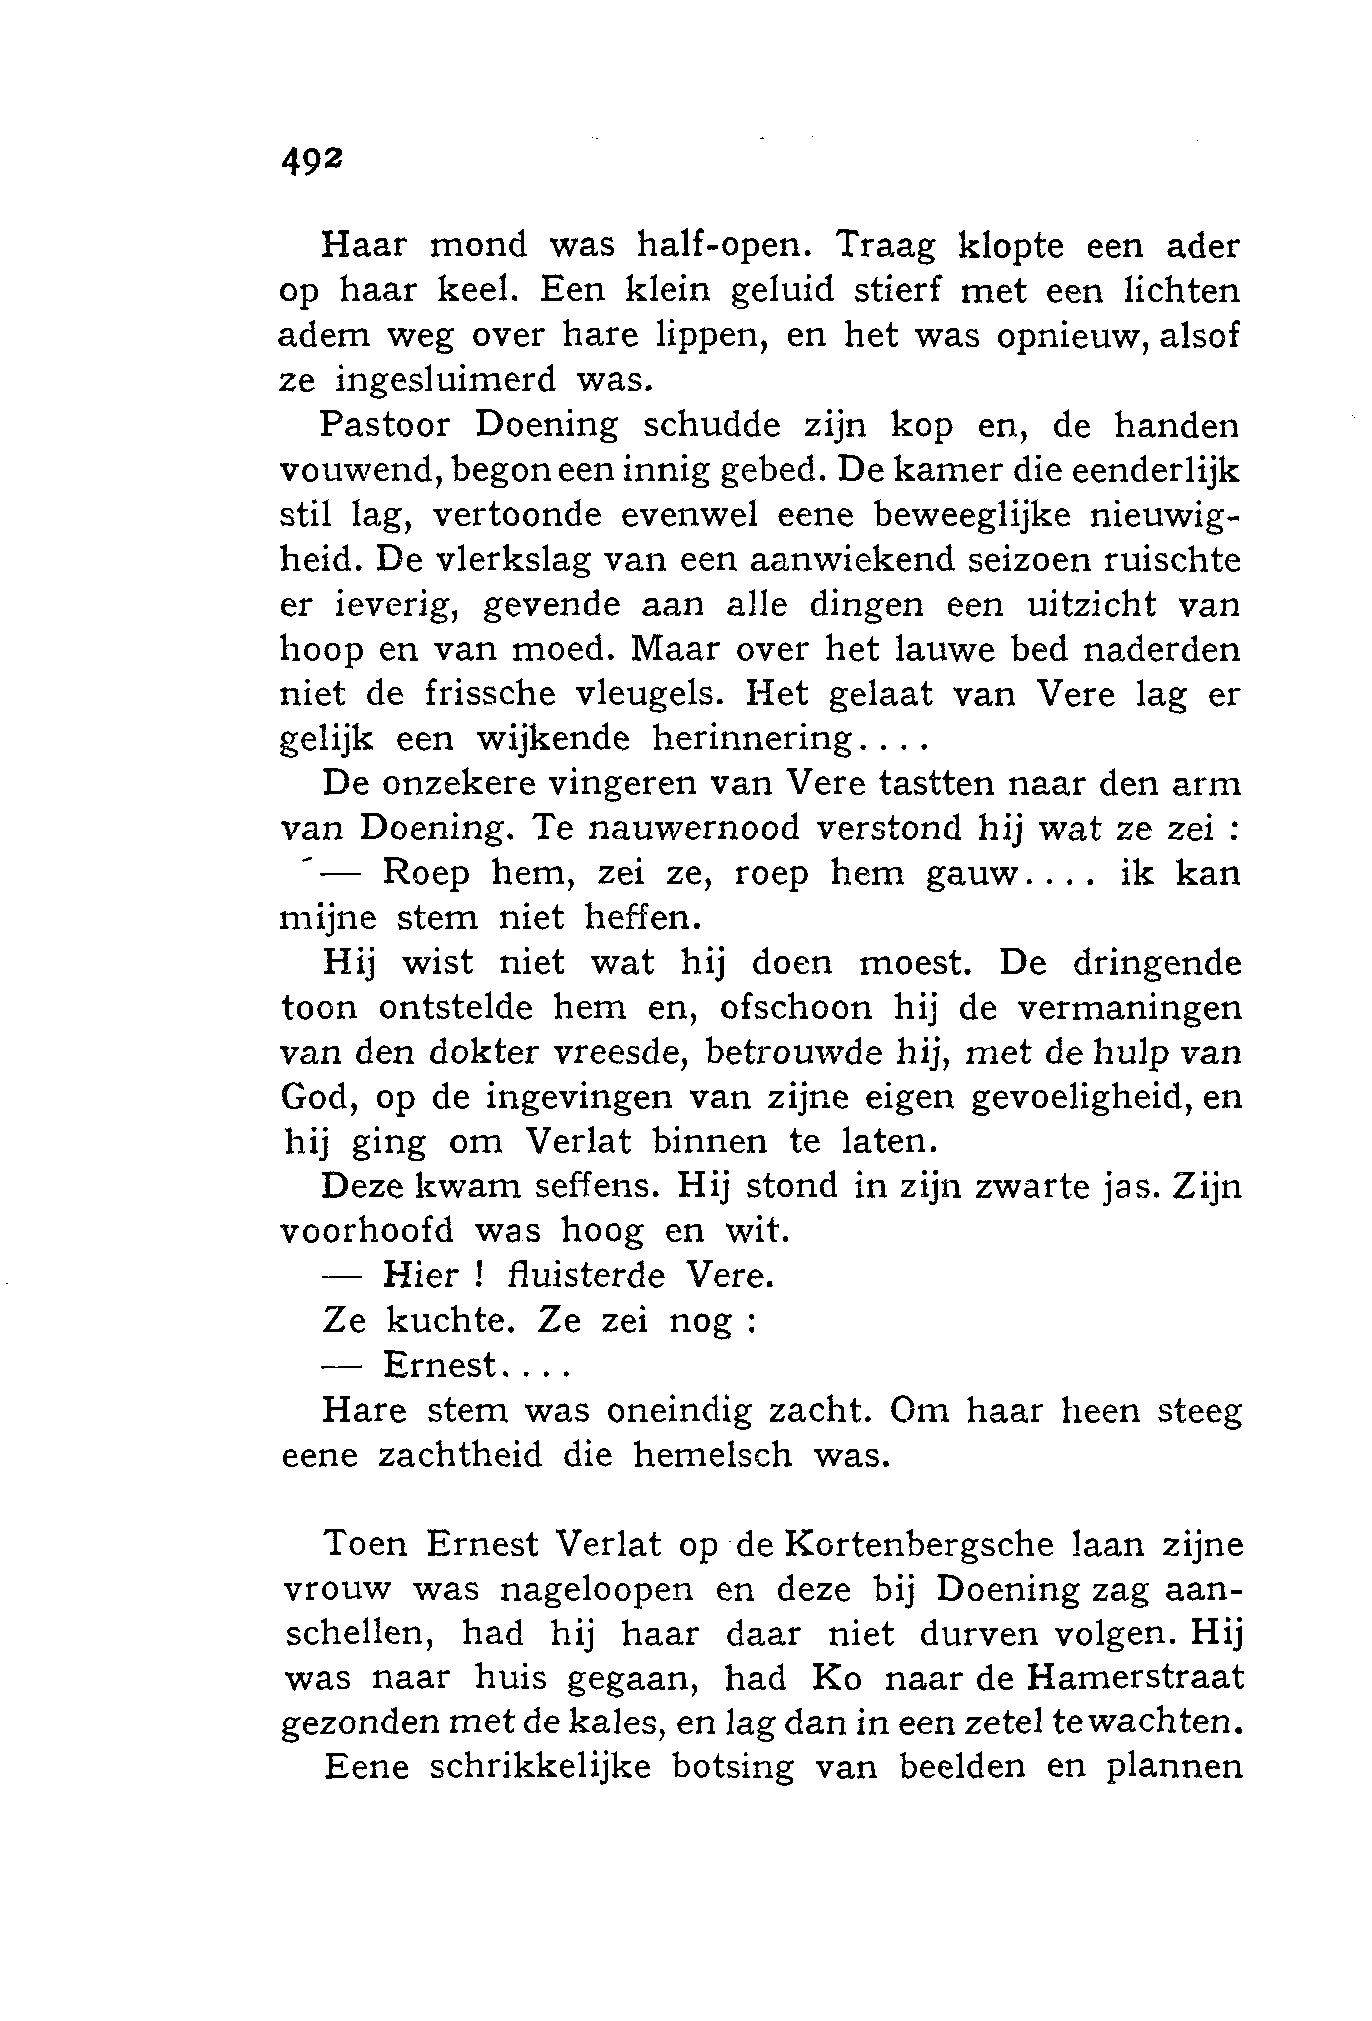 492
Haar mond was half-open. Traag klopte een ader
op haar keel. Een klein geluid stierf met een lichten
adem weg over hare lippen, en het was opnieuw, alsof
ze ingesluimerd was.
Pastoor Doening schudde zijn kop en, de handen
vouwend, begon een innig gebed. De kamer die eenderlijk
stil lag, vertoonde evenwel eene beweeglijke nieuwig-
heid. De vlerkslag van een aanwiekend seizoen ruischte
er ieverig, gevende aan alle dingen een uitzicht van
hoop en van moed. Maar over het lauwe bed naderden
niet de frissche vleugels. Het gelaat van Vere lag er
gelijk een wijkende herinnering. . . .
De onzekere vingeren van Vere tastten naar den arm
van Doening. Te nauwernood verstond hij wat ze zei :
— Roep hem, zei ze, roep hem gauw. . . . ik kan
mijne stem niet heffen.
Hij wist niet wat hij doen moest. De dringende
toon ontstelde hem en, ofschoon hij de vermaningen
van den dokter vreesde, betrouwde hij, met de hulp van
God, op de ingevingen van zijne eigen gevoeligheid, en
hij ging om Verlat binnen te laten.
Deze kwam seffens. Hij stond in zijn zwarte jas. Zijn
voorhoofd was hoog en wit.
— Hier ! fluisterde Vere.
Ze kuchte. Ze zei nog :
— Ernest. . . .
Hare stem was oneindig zacht. Om haar heen steeg
eene zachtheid die hemelsch was.
Toen Ernest Verlat op de Kortenbergsche laan zijne
vrouw was nageloopen en deze bij Doening zag aan-
schellen, had hij haar daar niet durven volgen. Hij
was naar huis gegaan, had Ko naar de Hamerstraat
gezonden met de kales, en lag dan in een zetel te wachten.
Eene schrikkelijke botsing van beelden en plannen